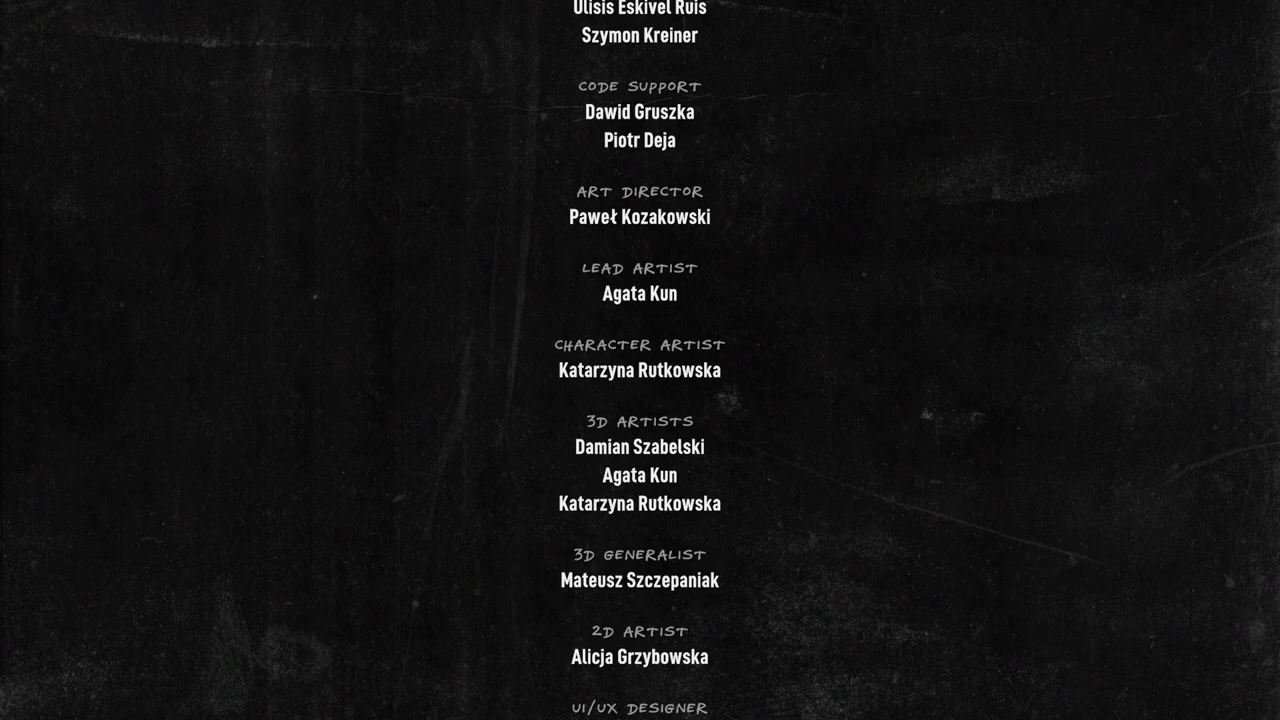 Ulisis Eskivel Ruis
Szymon Kreiner
CODE SUPPORT
Dawid Gruszka
Piotr Deja
ART DIRECTOR
Paweł Kozakowski
LEAD ARTIST
Agata Kun
CHARACTER ARTIST
Katarzyna Rutkowska
3D ARTISTS
Damian Szabelski
Agata Kun
Katarzyna Rutkowska
3D GENERALIST
Mateusz Szczepaniak
2D ARTIST
Alicja Grzybowska
UI/UX DESIGNER